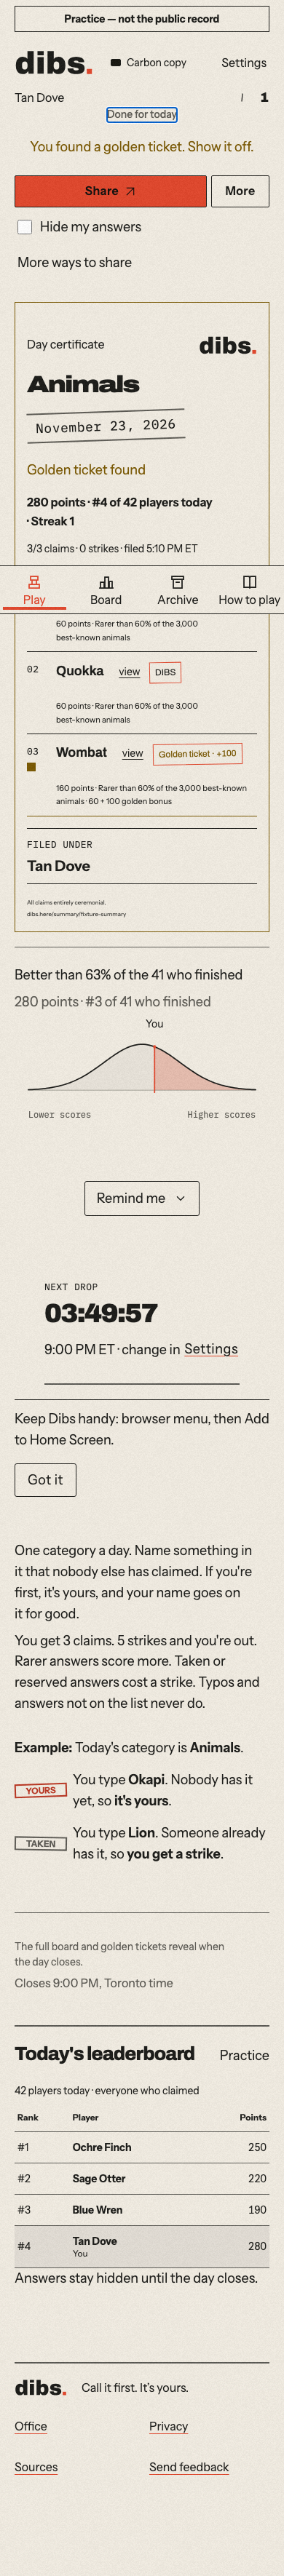 Practice — not the public record
dibs.
Carbon copy
Settings
Tan Dove
/ 1
Done for today
You found a golden ticket. Show it off.
Share
More
Hide my answers
More ways to share
Day certificate
dibs.
Animals
November 23, 2026
Golden ticket found
280 points · #4 of 42 players today
· Streak 1
3/3 claims · 0 strikes · filed 5:10 PM ET
Play
Board
Archive
How to play
60 points · Rarer than 60% of the 3,000
best-known animals
02
Quokka
view
DIBS
60 points · Rarer than 60% of the 3,000
best-known animals
03
Wombat
view
Golden ticket · +100
160 points · Rarer than 60% of the 3,000 best-known
animals · 60 + 100 golden bonus
FILED UNDER
Tan Dove
All claims entirely ceremonial.
dibs.here/summary/fixture-summary
Better than 63% of the 41 who finished
280 points · #3 of 41 who finished
You
Lower scores
Higher scores
Remind me
NEXT DROP
03:49:57
9:00 PM ET · change in Settings
Keep Dibs handy: browser menu, then Add
to Home Screen.
Got it
One category a day. Name something in
it that nobody else has claimed. If you're
first, it's yours, and your name goes on
it for good.
You get 3 claims. 5 strikes and you're out.
Rarer answers score more. Taken or
reserved answers cost a strike. Typos and
answers not on the list never do.
Example: Today's category is Animals.
YOURS
You type Okapi. Nobody has it
yet, so it's yours.
TAKEN
You type Lion. Someone already
has it, so you get a strike.
The full board and golden tickets reveal when
the day closes.
Closes 9:00 PM, Toronto time
Today's leaderboard
Practice
42 players today · everyone who claimed
Rank
Player
Points
#1
Ochre Finch
250
#2
Sage Otter
220
#3
Blue Wren
190
#4
Tan Dove
You
280
Answers stay hidden until the day closes.
dibs.
Call it first. It's yours.
Office
Privacy
Sources
Send feedback